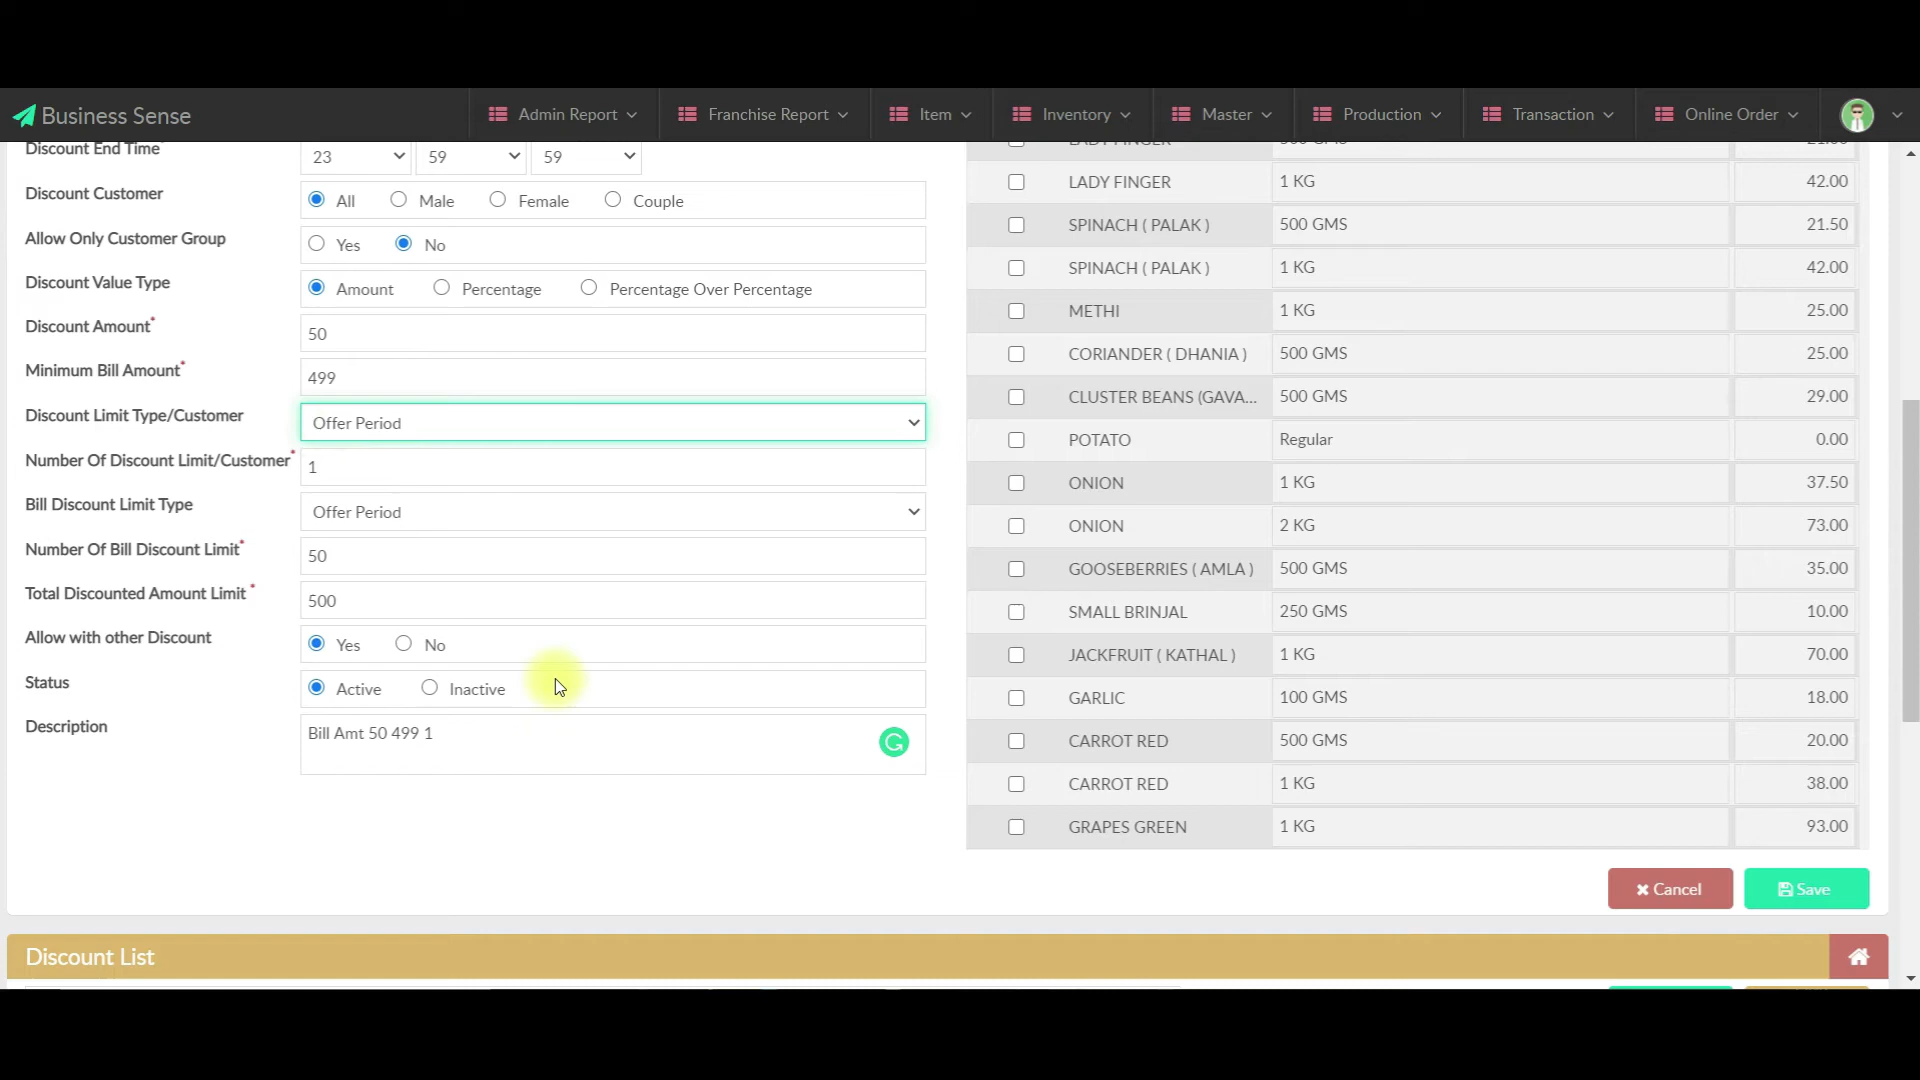 Business Sense
Admin Report
Franchise Report
Item
Inventory
Master
Production
Transaction
Online Order
Discount End Time*
23 59 59
Discount Customer
All Male Female Couple
Allow Only Customer Group
Yes No
Discount Value Type
Amount Percentage Percentage Over Percentage
Discount Amount*
50
Minimum Bill Amount*
499
Discount Limit Type/Customer
Offer Period
Number Of Discount Limit/Customer*
1
Bill Discount Limit Type
Offer Period
Number Of Bill Discount Limit*
50
Total Discounted Amount Limit *
500
Allow with other Discount
Yes No
Status
Active Inactive
Description
Bill Amt 50 499 1
LADY FINGER 1 KG 42.00
SPINACH ( PALAK ) 500 GMS 21.50
SPINACH ( PALAK ) 1 KG 42.00
METHI 1 KG 25.00
CORIANDER ( DHANIA ) 500 GMS 25.00
CLUSTER BEANS (GAVA... 500 GMS 29.00
POTATO Regular 0.00
ONION 1 KG 37.50
ONION 2 KG 73.00
GOOSEBERRIES ( AMLA ) 500 GMS 35.00
SMALL BRINJAL 250 GMS 10.00
JACKFRUIT ( KATHAL ) 1 KG 70.00
GARLIC 100 GMS 18.00
CARROT RED 500 GMS 20.00
CARROT RED 1 KG 38.00
GRAPES GREEN 1 KG 93.00
Cancel Save
Discount List